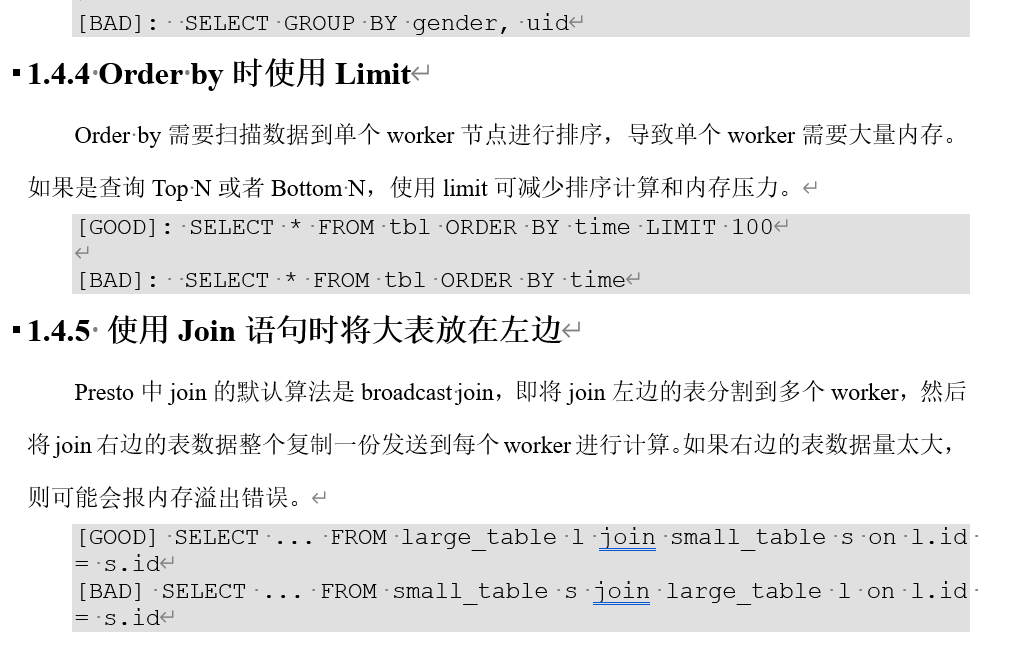 [BAD]:  SELECT GROUP BY gender, uid
1.4.4 Order by 时使用 Limit
Order by 需要扫描数据到单个 worker 节点进行排序，导致单个 worker 需要大量内存。
如果是查询 Top N 或者 Bottom N，使用 limit 可减少排序计算和内存压力。
[GOOD]: SELECT * FROM tbl ORDER BY time LIMIT 100
[BAD]:  SELECT * FROM tbl ORDER BY time
1.4.5 使用 Join 语句时将大表放在左边
Presto 中 join 的默认算法是 broadcast join，即将 join 左边的表分割到多个 worker，然后
将 join 右边的表数据整个复制一份发送到每个 worker 进行计算。如果右边的表数据量太大，
则可能会报内存溢出错误。
[GOOD] SELECT ... FROM large_table l join small_table s on l.id
= s.id
[BAD] SELECT ... FROM small_table s join large_table l on l.id
= s.id